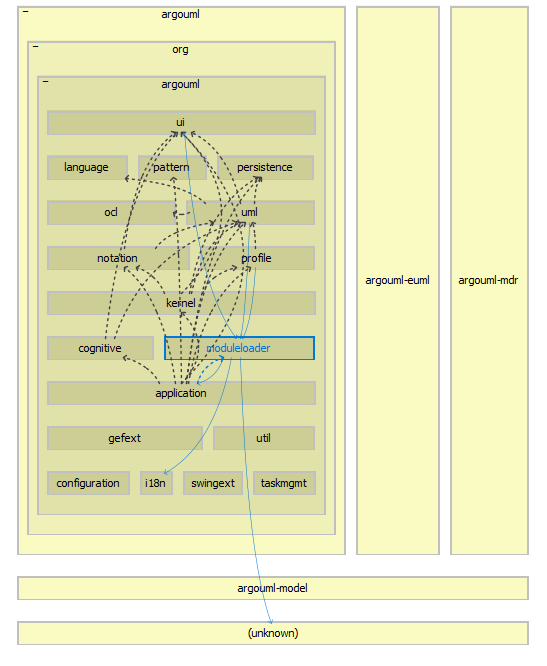 argouml
org
argouml
ui
language pattern persistence
ocl uml
notation profile
kernel
cognitive moduleloader
application
gefext util
configuration i18n swingext taskmgmt
argouml-euml
argouml-mdr
argouml-model
(unknown)